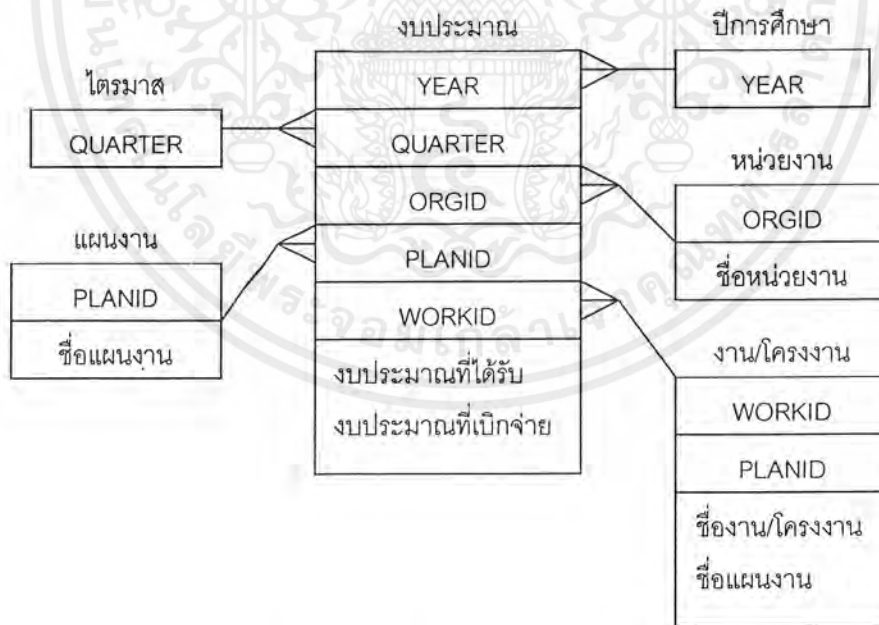 งบประมาณ
YEAR
QUARTER
ORGID
PLANID
WORKID
งบประมาณที่ได้รับ
งบประมาณที่เบิกจ่าย
ไตรมาส
QUARTER
แผนงาน
PLANID
ชื่อแผนงาน
ปีการศึกษา
YEAR
หน่วยงาน
ORGID
ชื่อหน่วยงาน
งาน/โครงงาน
WORKID
PLANID
ชื่องาน/โครงงาน
ชื่อแผนงาน